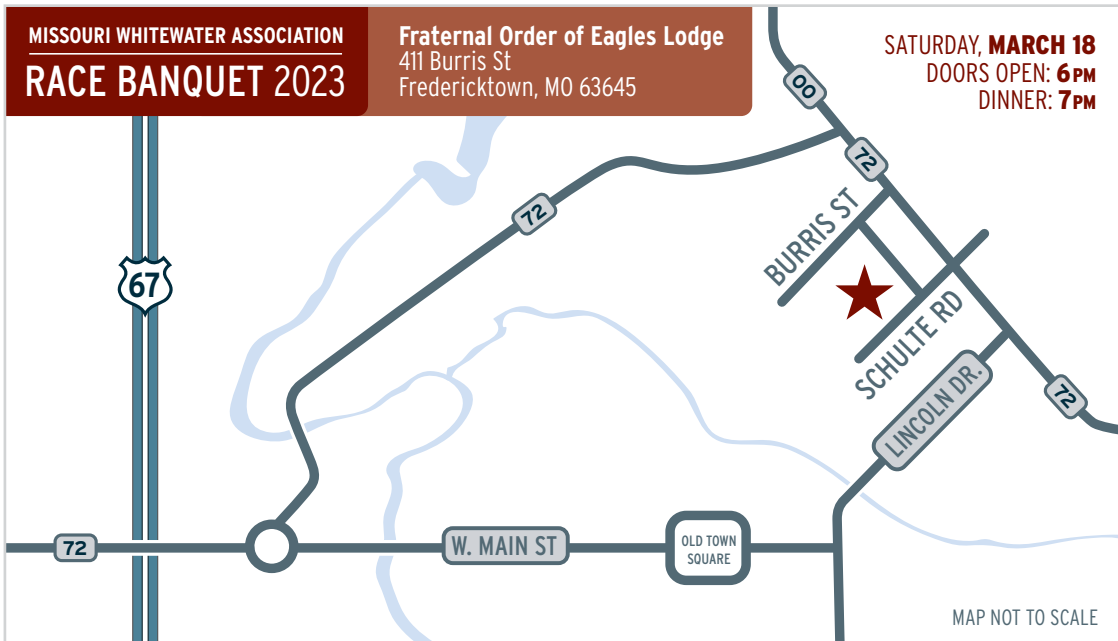 MISSOURI WHITEWATER ASSOCIATION
RACE BANQUET 2023
Fraternal Order of Eagles Lodge
411 Burris St
Fredericktown, MO 63645
SATURDAY, MARCH 18
DOORS OPEN: 6PM
DINNER: 7PM
OO
72
72
BURRIS ST
67
SCHULTE RD
LINCOLN DR.
72
72
W. MAIN ST
OLD TOWN
SQUARE
MAP NOT TO SCALE